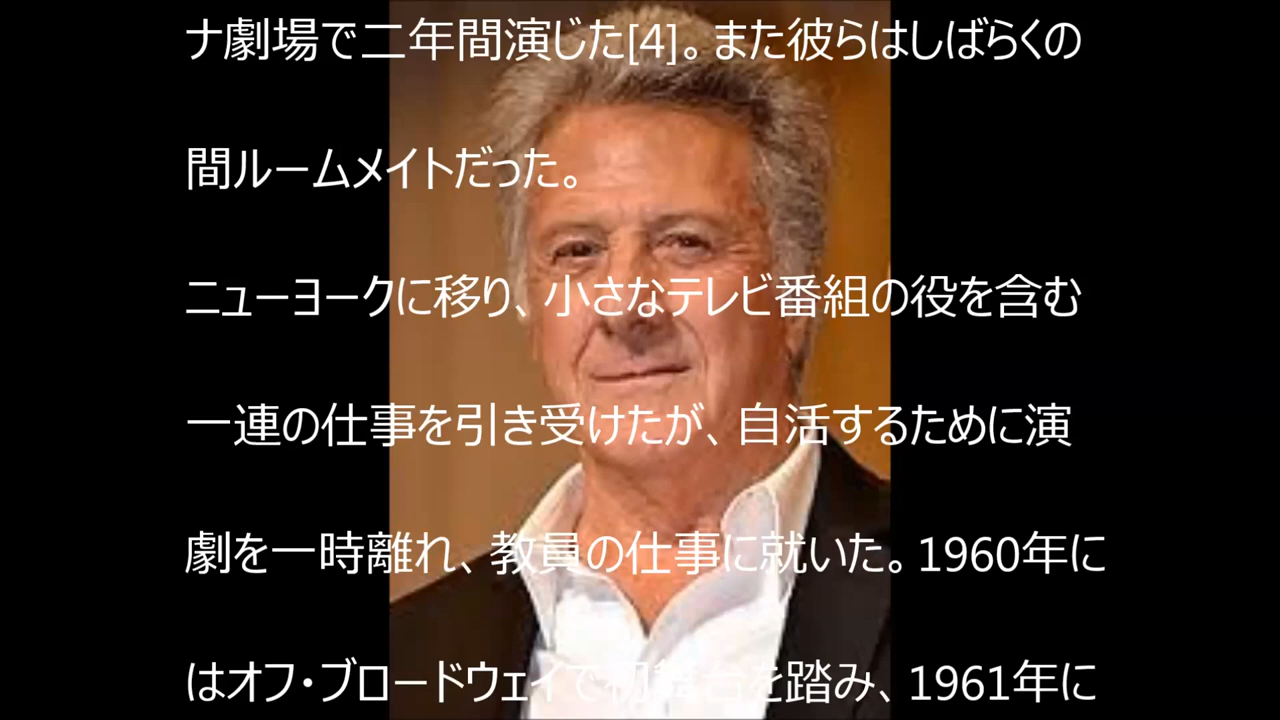 ナ劇場で二年間演じた[4]。また彼らはしばらくの
間ルームメイトだった。
ニューヨークに移り、小さなテレビ番組の役を含む
一連の仕事を引き受けたが、自活するために演
劇を一時離れ、教員の仕事に就いた。1960年に
はオフ・ブロードウェイで初舞台を踏み、1961年に